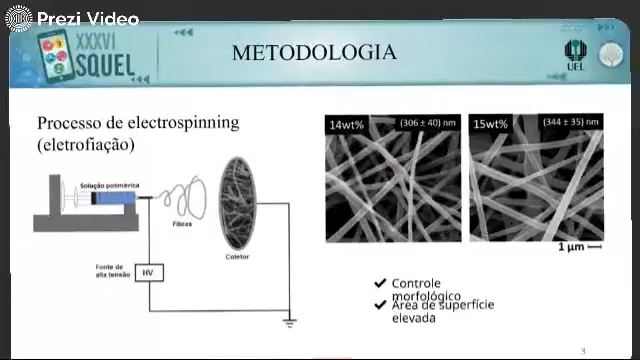 Prezi Video
XXXVI
SQUEL
METODOLOGIA
UEL
Processo de electrospinning
(eletrofiação)
Solução polimérica
Fibras
Coletor
Fonte de
alta tensão
HV
14wt%
(306 ± 40) nm
15wt%
(344 ± 35) nm
1 µm
Controle
morfológico
Área de superfície
elevada
3